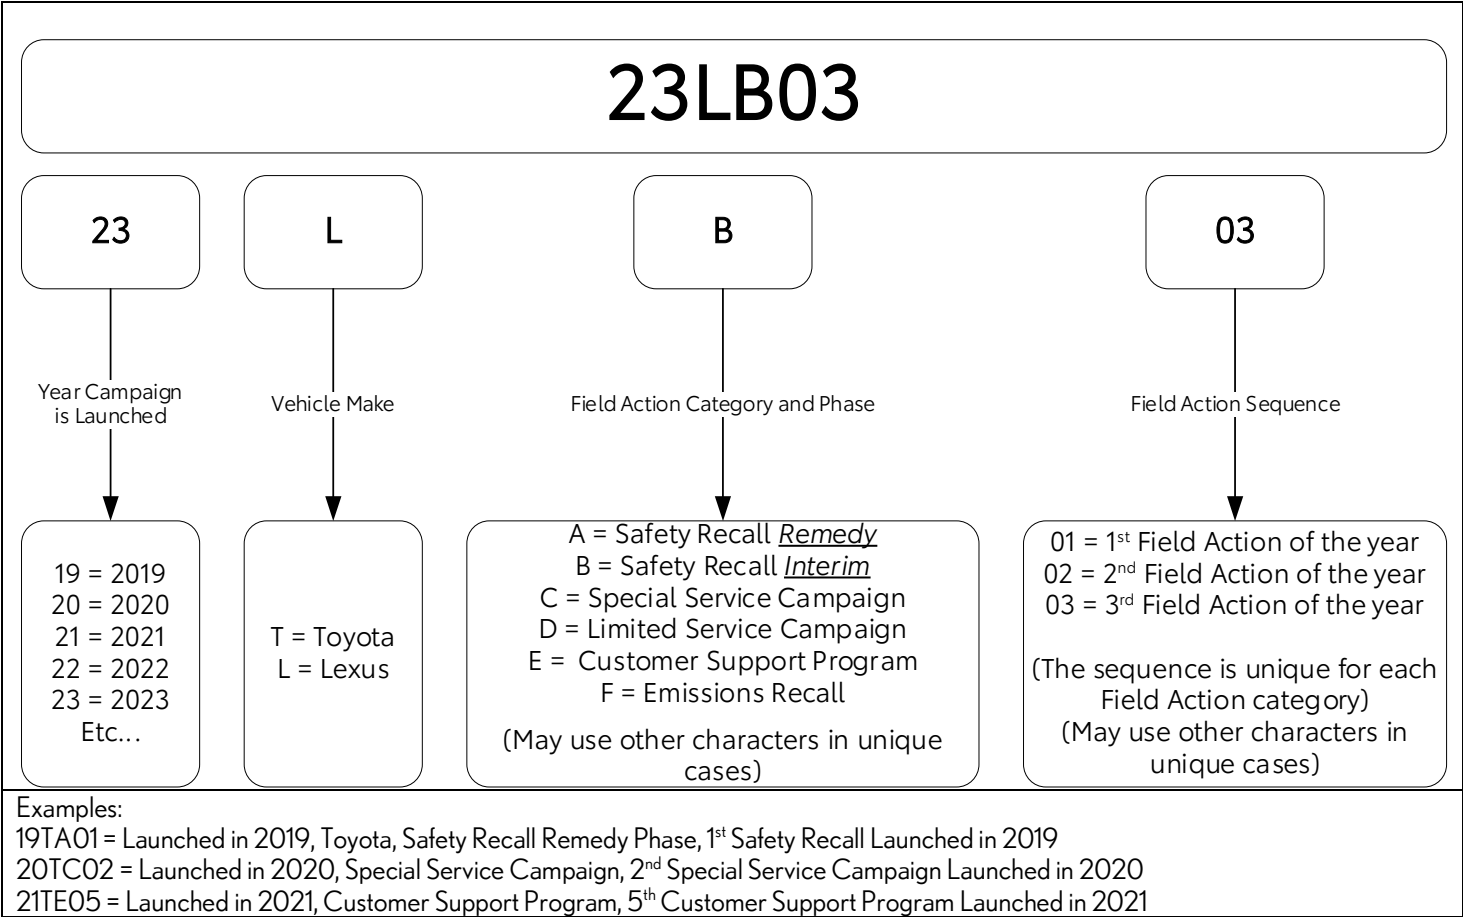 23LB03
23
L
B
03
Year Campaign
is Launched
Vehicle Make
Field Action Category and Phase
Field Action Sequence
19 = 2019
20 = 2020
21 = 2021
22 = 2022
23 = 2023
Etc...
T = Toyota
L = Lexus
A = Safety Recall Remedy
B = Safety Recall Interim
C = Special Service Campaign
D = Limited Service Campaign
E =  Customer Support Program
F = Emissions Recall
(May use other characters in unique
cases)
01 = 1st Field Action of the year
02 = 2nd Field Action of the year
03 = 3rd Field Action of the year
(The sequence is unique for each
Field Action category)
(May use other characters in
unique cases)
Examples:
19TA01 = Launched in 2019, Toyota, Safety Recall Remedy Phase, 1st Safety Recall Launched in 2019
20TC02 = Launched in 2020, Special Service Campaign, 2nd Special Service Campaign Launched in 2020
21TE05 = Launched in 2021, Customer Support Program, 5th Customer Support Program Launched in 2021